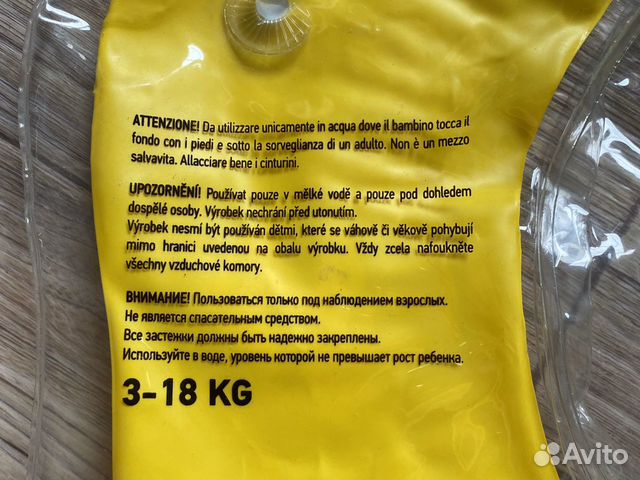 ATTENZIONE! Da utilizzare unicamente in acqua dove il bambino tocca il
fondo con i piedi e sotto la sorveglianza di un adulto. Non è un mezzo
salvavita. Allacciare bene i cinturini.
UPOZORNĚNÍ! Používat pouze v mělké vodě a pouze pod dohledem
dospělé osoby. Výrobek nechrání před utonutím.
Výrobek nesmí být používán dětmi, které se váhově či věkově pohybují
mimo hranici uvedenou na obalu výrobku. Vždy zcela nafoukněte
všechny vzduchové komory.
ВНИМАНИЕ! Пользоваться только под наблюдением взрослых.
Не является спасательным средством.
Все застежки должны быть надежно закреплены.
Используйте в воде, уровень которой не превышает рост ребенка.
3-18 KG
Avito